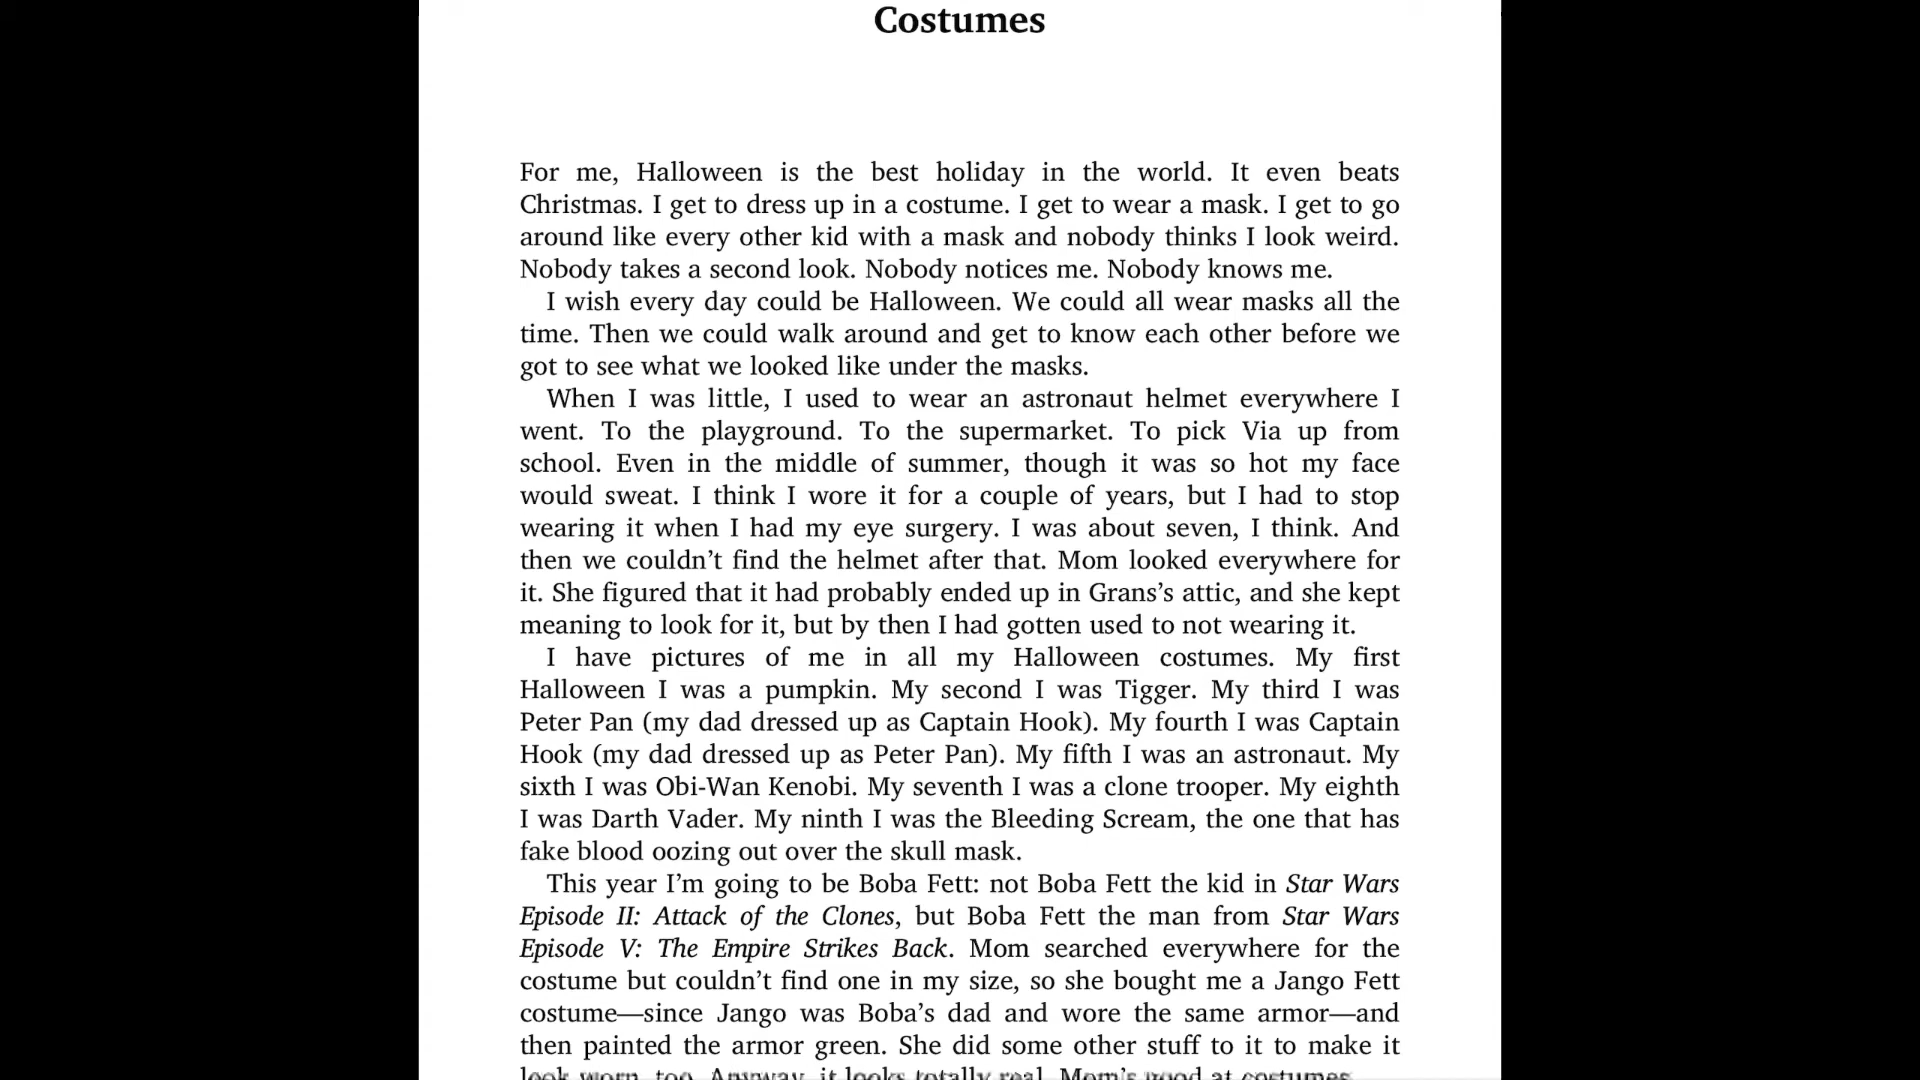 Costumes
For me, Halloween is the best holiday in the world. It even beats
Christmas. I get to dress up in a costume. I get to wear a mask. I get to go
around like every other kid with a mask and nobody thinks I look weird.
Nobody takes a second look. Nobody notices me. Nobody knows me.
I wish every day could be Halloween. We could all wear masks all the
time. Then we could walk around and get to know each other before we
got to see what we looked like under the masks.
When I was little, I used to wear an astronaut helmet everywhere I
went. To the playground. To the supermarket. To pick Via up from
school. Even in the middle of summer, though it was so hot my face
would sweat. I think I wore it for a couple of years, but I had to stop
wearing it when I had my eye surgery. I was about seven, I think. And
then we couldn’t find the helmet after that. Mom looked everywhere for
it. She figured that it had probably ended up in Grans’s attic, and she kept
meaning to look for it, but by then I had gotten used to not wearing it.
I have pictures of me in all my Halloween costumes. My first
Halloween I was a pumpkin. My second I was Tigger. My third I was
Peter Pan (my dad dressed up as Captain Hook). My fourth I was Captain
Hook (my dad dressed up as Peter Pan). My fifth I was an astronaut. My
sixth I was Obi-Wan Kenobi. My seventh I was a clone trooper. My eighth
I was Darth Vader. My ninth I was the Bleeding Scream, the one that has
fake blood oozing out over the skull mask.
This year I’m going to be Boba Fett: not Boba Fett the kid in Star Wars
Episode II: Attack of the Clones, but Boba Fett the man from Star Wars
Episode V: The Empire Strikes Back. Mom searched everywhere for the
costume but couldn’t find one in my size, so she bought me a Jango Fett
costume—since Jango was Boba’s dad and wore the same armor—and
then painted the armor green. She did some other stuff to it to make it
look worn, too. Anyway, it looks totally real. Mom’s good at costumes.